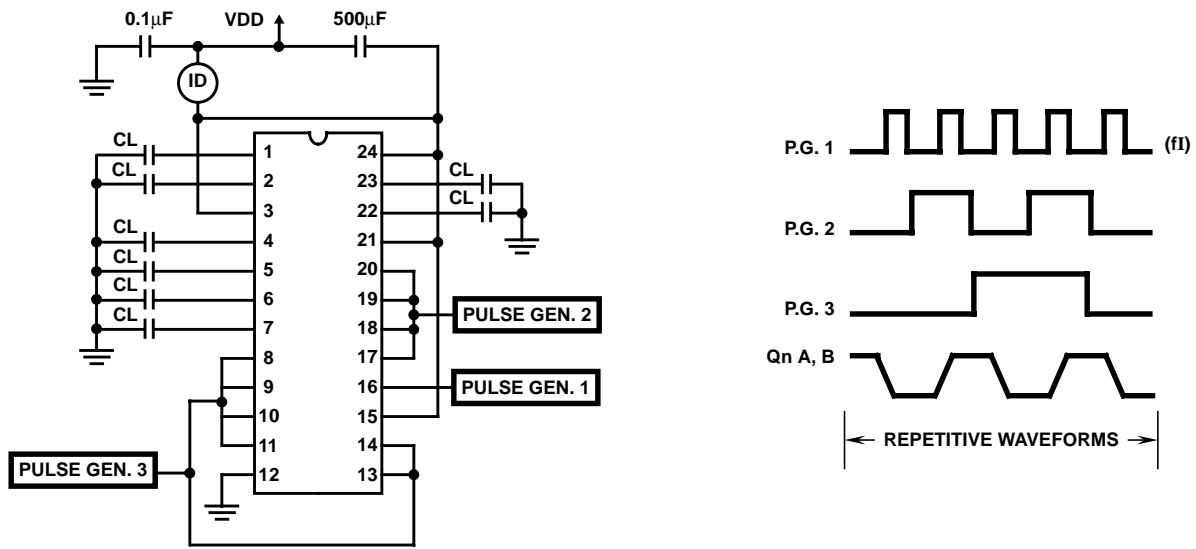 0.1µF VDD 500µF
ID
CL 1 24
CL 2 23 CL
3 22 CL
CL 4 21
CL 5 20
CL 6 19 PULSE GEN. 2
CL 7 18
8 17
9 16 PULSE GEN. 1
10 15
11 14
PULSE GEN. 3 12 13
P.G. 1 (fI)
P.G. 2
P.G. 3
Qn A, B
REPETITIVE WAVEFORMS